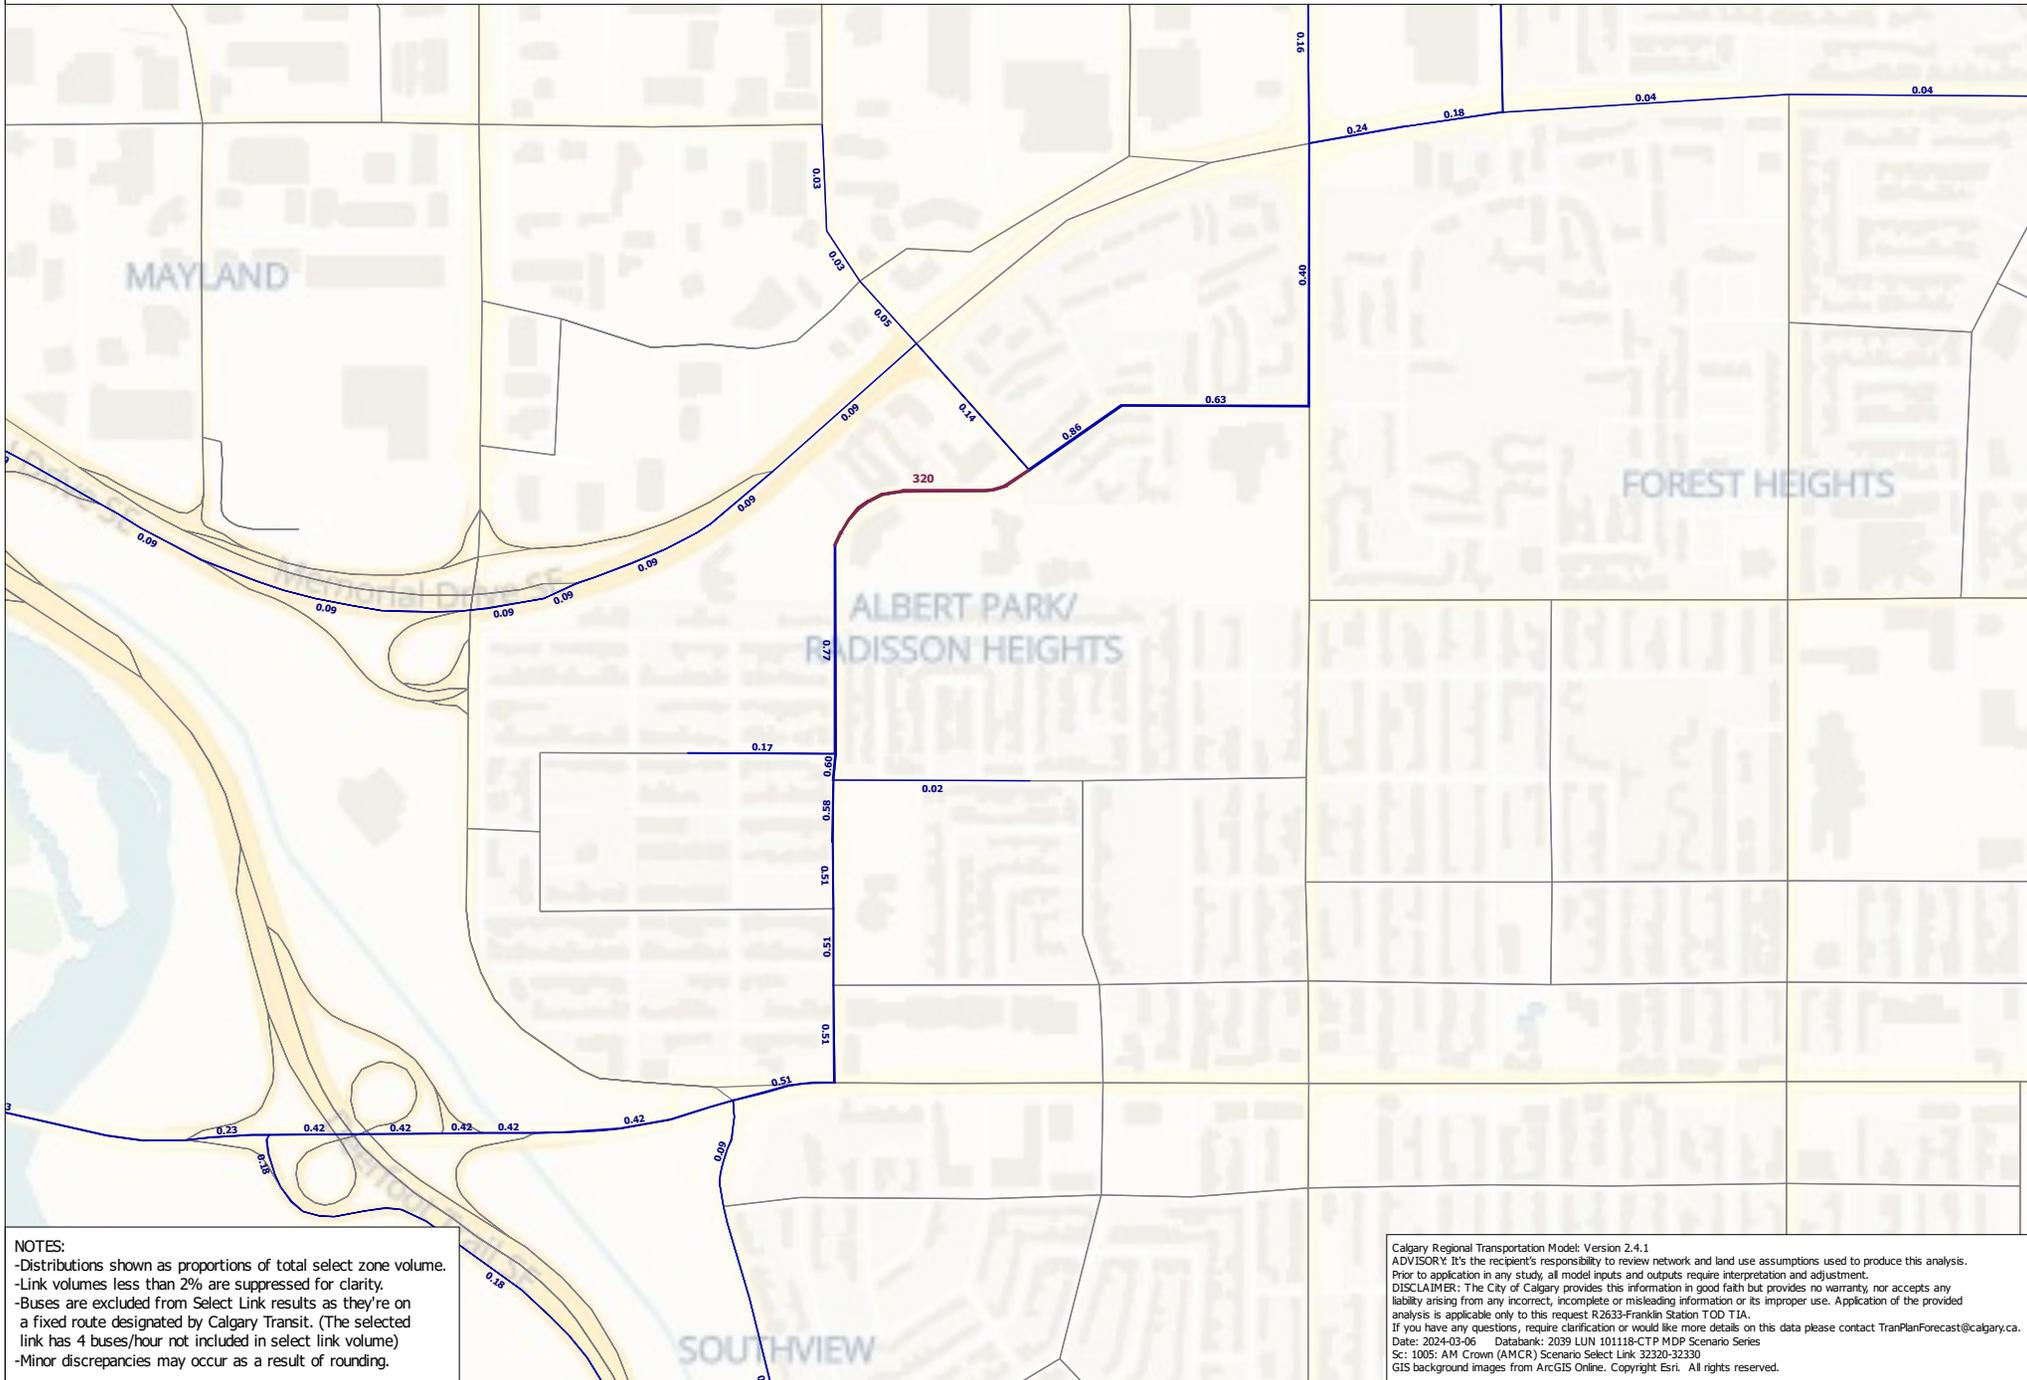 0.16
0.04
0.04
0.18
0.24
0.03
0.03
0.05
MAYLAND
0.40
0.14
0.09
0.63
0.86
320
FOREST HEIGHTS
Drive SE
0.09
0.09
Memorial Drive SE
0.09
0.09
0.09
0.09
ALBERT PARK/
RADISSON HEIGHTS
0.77
0.17
0.60
0.02
0.58
0.51
0.51
0.51
0.51
3
0.23
0.42
0.42
0.42
0.42
0.42
0.18
0.09
0.18
SOUTHVIEW
NOTES:
-Distributions shown as proportions of total select zone volume.
-Link volumes less than 2% are suppressed for clarity.
-Buses are excluded from Select Link results as they're on
a fixed route designated by Calgary Transit. (The selected
link has 4 buses/hour not included in select link volume)
-Minor discrepancies may occur as a result of rounding.
Calgary Regional Transportation Model: Version 2.4.1
ADVISORY: It's the recipient's responsibility to review network and land use assumptions used to produce this analysis.
Prior to application in any study, all model inputs and outputs require interpretation and adjustment.
DISCLAIMER: The City of Calgary provides this information in good faith but provides no warranty, nor accepts any
liability arising from any incorrect, incomplete or misleading information or its improper use. Application of the provided
analysis is applicable only to this request R2633-Franklin Station TOD TIA.
If you have any questions, require clarification or would like more details on this data please contact TranPlanForecast@calgary.ca.
Date: 2024-03-06 Databank: 2039 LUN 101118-CTP MDP Scenario Series
Sc: 1005: AM Crown (AMCR) Scenario Select Link 32320-32330
GIS background images from ArcGIS Online. Copyright Esri. All rights reserved.